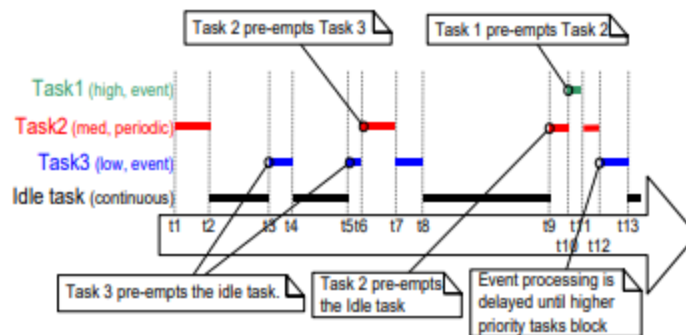 Task 2 pre-empts Task 3
Task 1 pre-empts Task 2
Task1 (high, event)
Task2 (med, periodic)
Task3 (low, event)
Idle task (continuous)
t1 t2 t3 t4 t5 t6 t7 t8 t9 t11 t13
t10 t12
Task 3 pre-empts the idle task.
Task 2 pre-empts
the Idle task
Event processing is
delayed until higher
priority tasks block